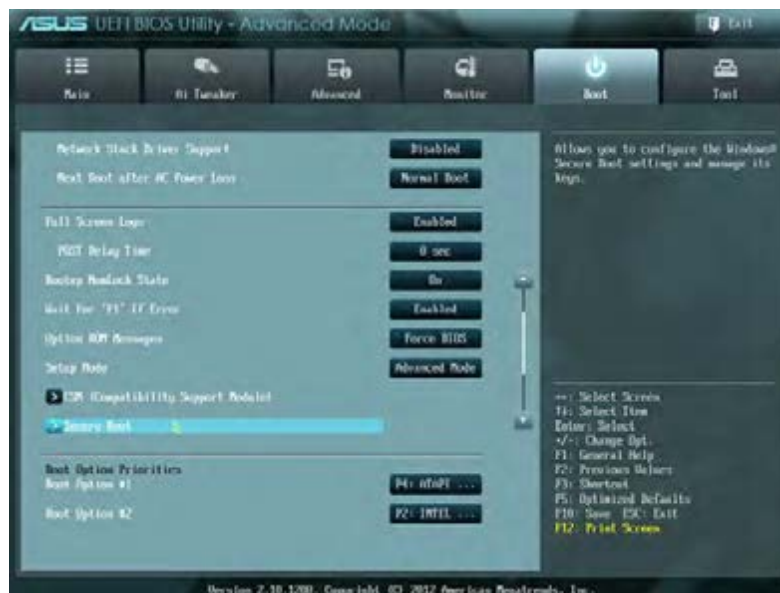 ASUS UEFI BIOS Utility - Advanced Mode
Exit
Main
Ai Tweaker
Advanced
Monitor
Boot
Tool
Network Stack Driver Support Disabled
Next Boot after AC Power Loss Normal Boot
Full Screen Logo Enabled
POST Delay Time 0 sec
Bootup NumLock State On
Wait For 'F1' If Error Enabled
Option ROM Messages Force BIOS
Setup Mode Advanced Mode
CSM (Compatibility Support Module)
Secure Boot
Boot Option Priorities
Boot Option #1
Boot Option #2 P2: INTEL ...
Allows you to configure the Windows®
Secure Boot settings and manage its
keys.
: Select Screen
: Select Item
Enter: Select
+/-: Change Opt.
F1: General Help
F2: Previous Values
F3: Shortcut
F5: Optimized Defaults
F10: Save ESC: Exit
F12: Print Screen
Version 2.10.1208. Copyright (C) 2012 American Megatrends, Inc.